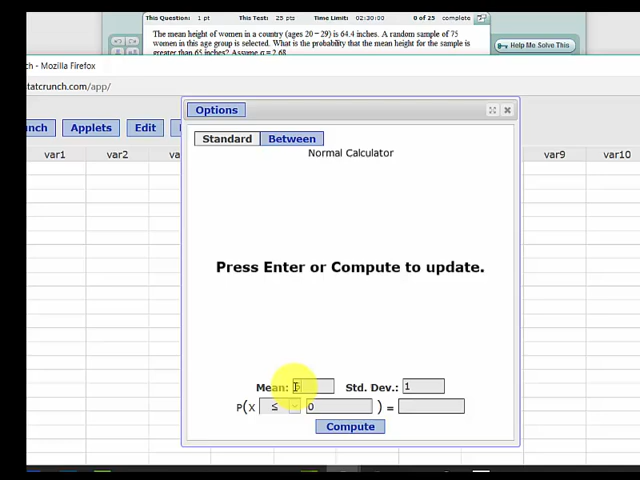 This Question: 1 pt This Test: 25 pts Time Limit: 02:30:00 0 of 25 complete
The mean height of women in a country (ages 20 − 29) is 64.4 inches. A random sample of 75
women in this age group is selected. What is the probability that the mean height for the sample is
greater than 65 inches? Assume σ = 2.68
Help Me Solve This
- Mozilla Firefox
tatcrunch.com/app/
Options
Applets Edit
Standard Between
var1 var2 var9 var10
Normal Calculator
Press Enter or Compute to update.
Mean: Std. Dev.: 1
P(X ≤ 0 ) =
Compute